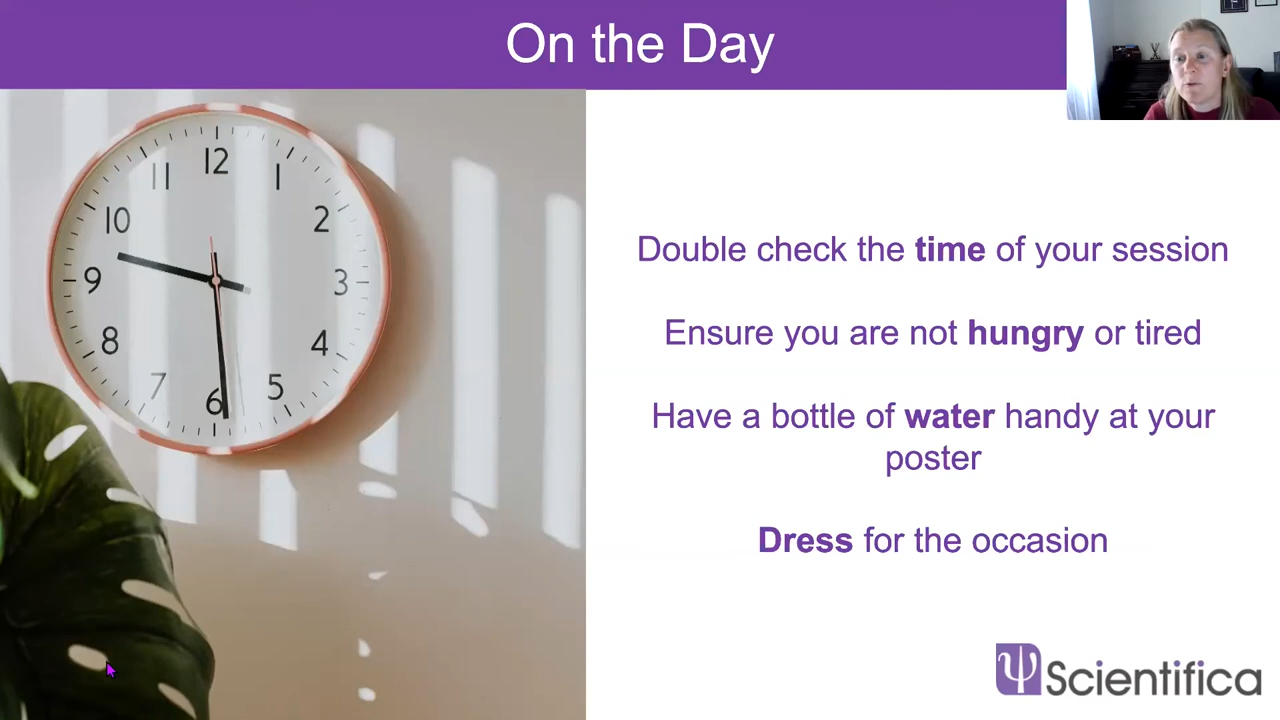 On the Day
12
11
1
10
2
9
3
8
4
7
5
6
Double check the time of your session
Ensure you are not hungry or tired
Have a bottle of water handy at your
poster
Dress for the occasion
Ψ Scientifica